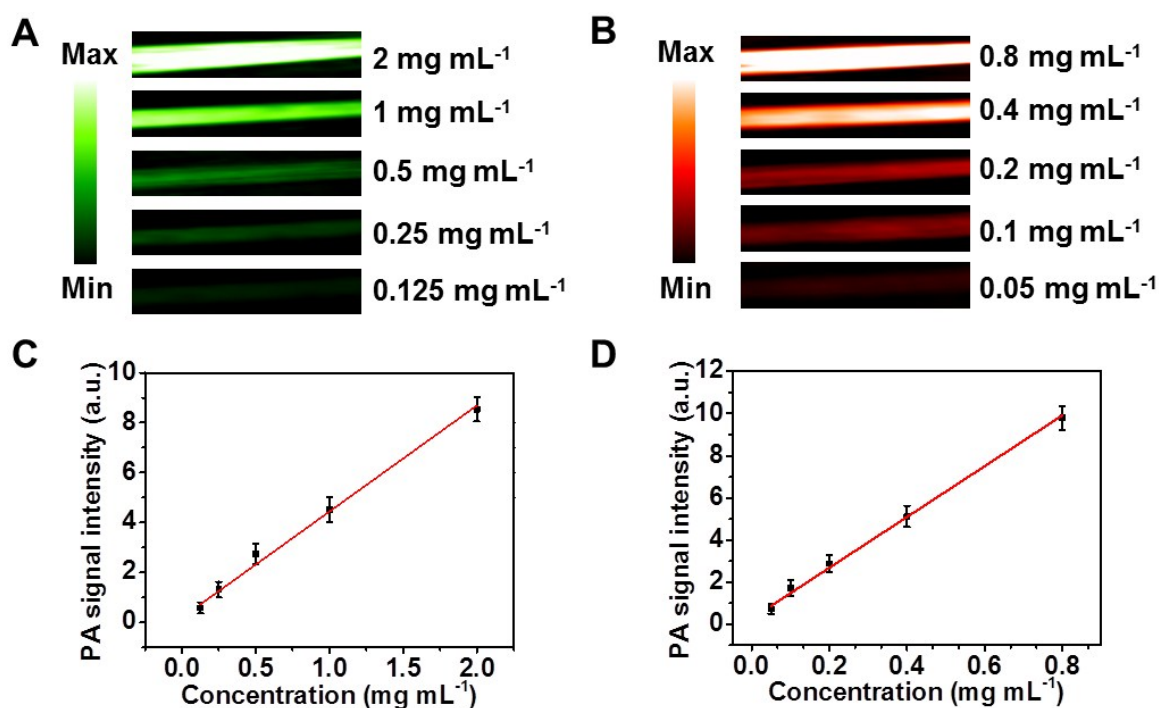 A
Max
Min
2 mg mL⁻¹
1 mg mL⁻¹
0.5 mg mL⁻¹
0.25 mg mL⁻¹
0.125 mg mL⁻¹
B
Max
Min
0.8 mg mL⁻¹
0.4 mg mL⁻¹
0.2 mg mL⁻¹
0.1 mg mL⁻¹
0.05 mg mL⁻¹
C
PA signal intensity (a.u.)
10
8
6
4
2
0
0.0 0.5 1.0 1.5 2.0
Concentration (mg mL⁻¹)
D
PA signal intensity (a.u.)
12
10
8
6
4
2
0
0.0 0.2 0.4 0.6 0.8
Concentration (mg mL⁻¹)